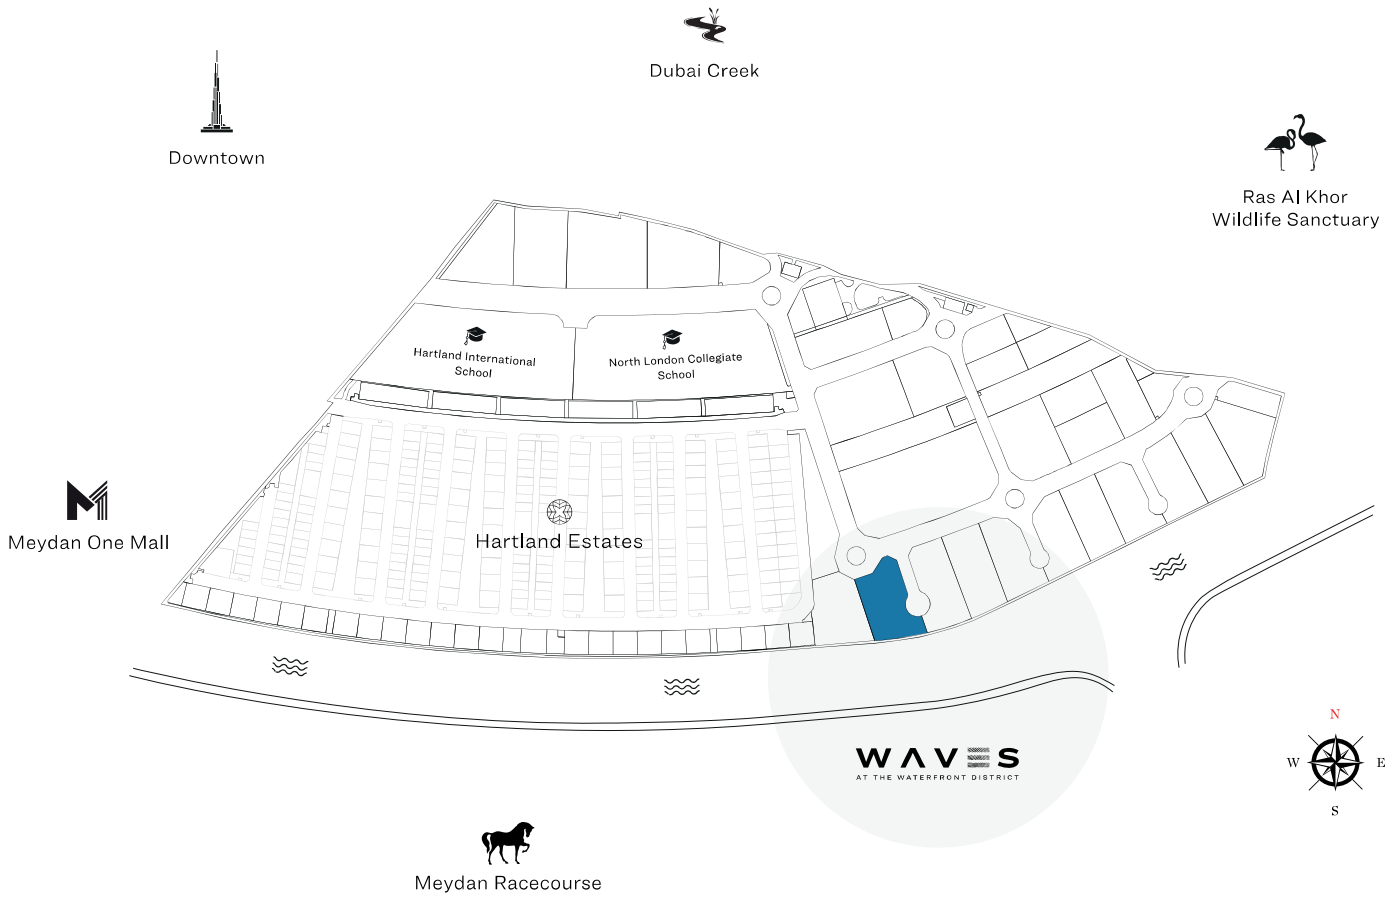 Dubai Creek
Downtown
Ras Al Khor
Wildlife Sanctuary
Hartland International
School
North London Collegiate
School
Meydan One Mall
Hartland Estates
WAVES
AT THE WATERFRONT DISTRICT
N
W
E
S
Meydan Racecourse